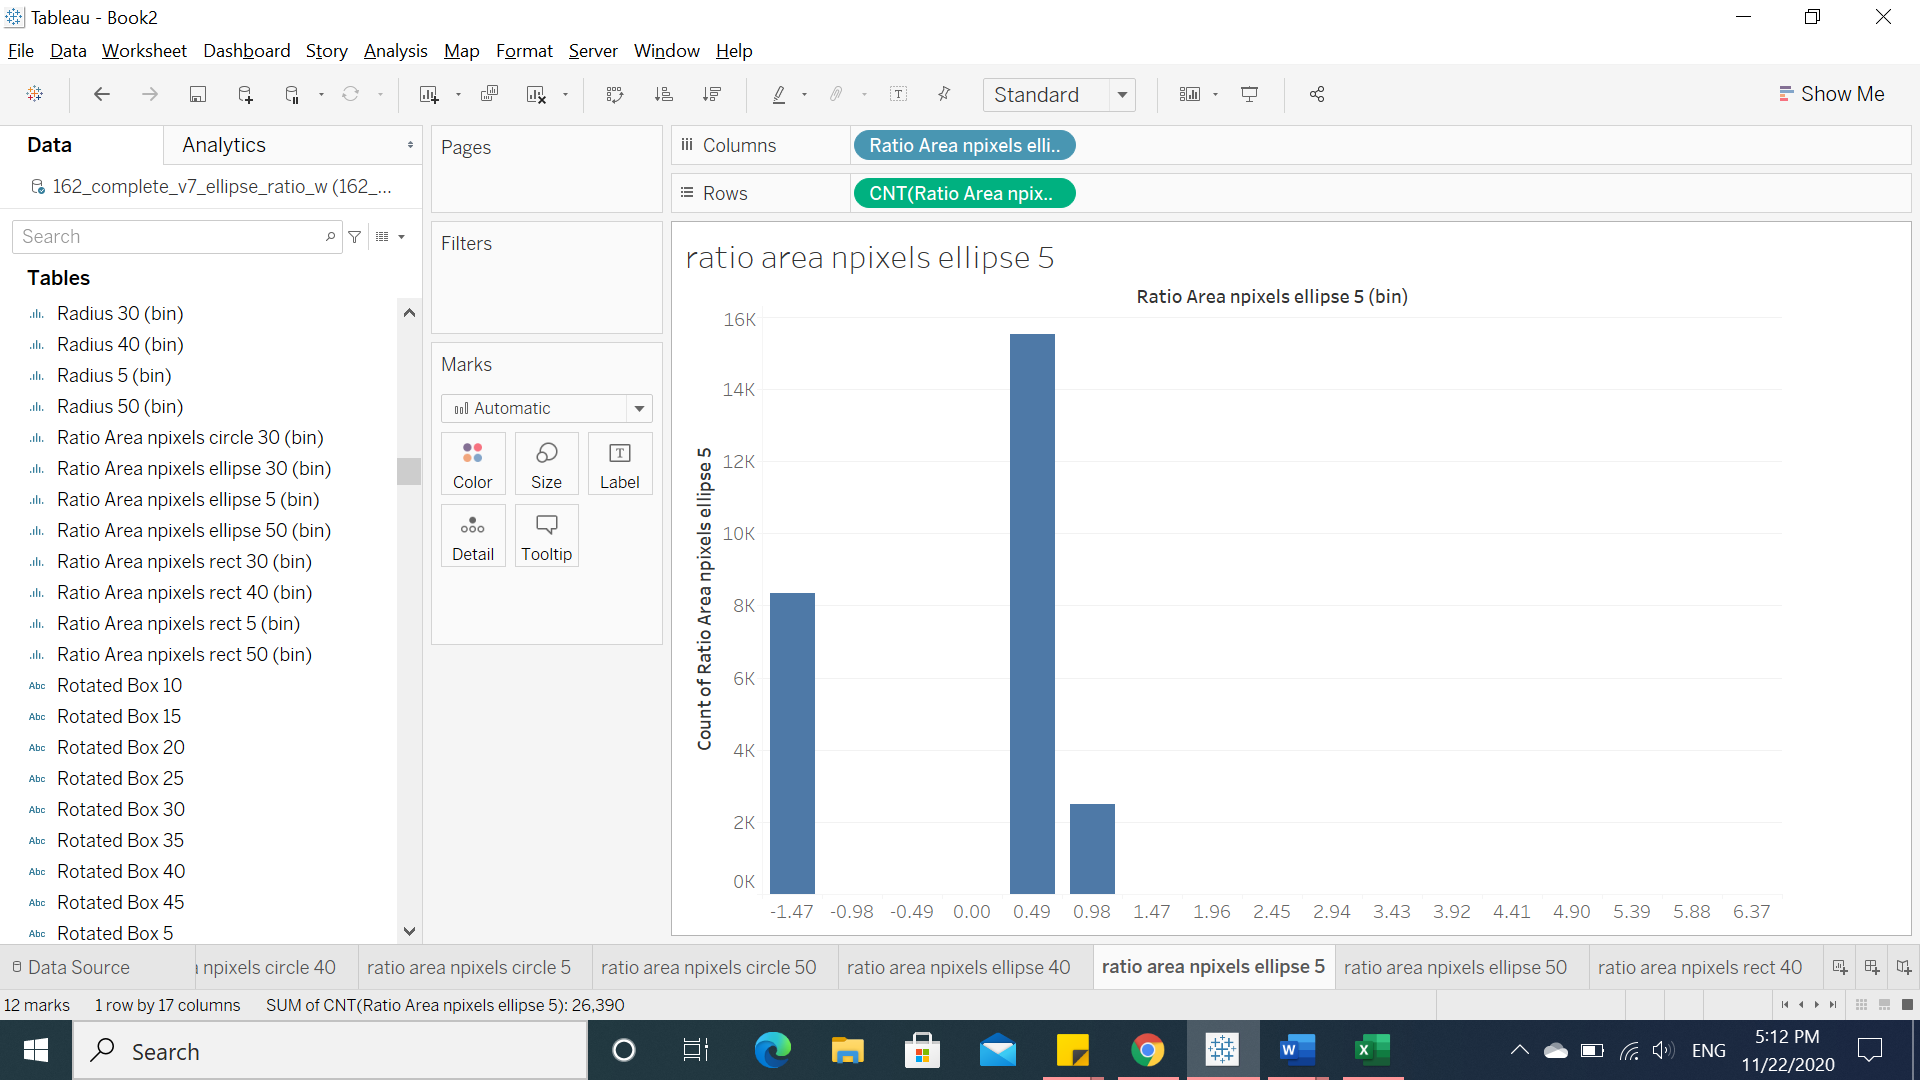 Tableau - Book2
File Data Worksheet Dashboard Story Analysis Map Format Server Window Help
Standard
Show Me
Data Analytics
162_complete_v7_ellipse_ratio_w (162_...
Search
Tables
Radius 30 (bin)
Radius 40 (bin)
Radius 5 (bin)
Radius 50 (bin)
Ratio Area npixels circle 30 (bin)
Ratio Area npixels ellipse 30 (bin)
Ratio Area npixels ellipse 5 (bin)
Ratio Area npixels ellipse 50 (bin)
Ratio Area npixels rect 30 (bin)
Ratio Area npixels rect 40 (bin)
Ratio Area npixels rect 5 (bin)
Ratio Area npixels rect 50 (bin)
Abc Rotated Box 10
Abc Rotated Box 15
Abc Rotated Box 20
Abc Rotated Box 25
Abc Rotated Box 30
Abc Rotated Box 35
Abc Rotated Box 40
Abc Rotated Box 45
Abc Rotated Box 5
Pages
Filters
Marks
Automatic
Color Size Label
Detail Tooltip
Columns Ratio Area npixels elli..
Rows CNT(Ratio Area npix..
ratio area npixels ellipse 5
Ratio Area npixels ellipse 5 (bin)
Count of Ratio Area npixels ellipse 5
16K
14K
12K
10K
8K
6K
4K
2K
0K
-1.47 -0.98 -0.49 0.00 0.49 0.98 1.47 1.96 2.45 2.94 3.43 3.92 4.41 4.90 5.39 5.88 6.37
Data Source npixels circle 40 ratio area npixels circle 5 ratio area npixels circle 50 ratio area npixels ellipse 40 ratio area npixels ellipse 5 ratio area npixels ellipse 50 ratio area npixels rect 40
12 marks 1 row by 17 columns SUM of CNT(Ratio Area npixels ellipse 5): 26,390
Search
ENG
5:12 PM
11/22/2020